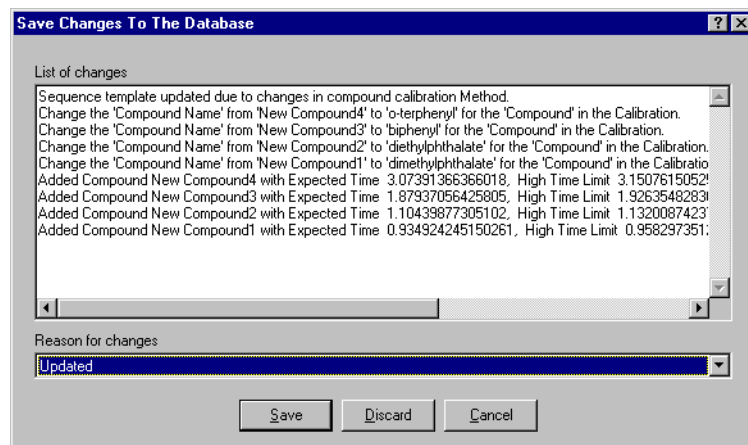 Save Changes To The Database
List of changes
Sequence template updated due to changes in compound calibration Method.
Change the 'Compound Name' from 'New Compound4' to 'o-terphenyl' for the 'Compound' in the Calibration.
Change the 'Compound Name' from 'New Compound3' to 'biphenyl' for the 'Compound' in the Calibration.
Change the 'Compound Name' from 'New Compound2' to 'diethylphthalate' for the 'Compound' in the Calibration.
Change the 'Compound Name' from 'New Compound1' to 'dimethylphthalate' for the 'Compound' in the Calibratio
Added Compound New Compound4 with Expected Time 3.07391366366018, High Time Limit 3.1507615052
Added Compound New Compound3 with Expected Time 1.87937056425805, High Time Limit 1.9263548283
Added Compound New Compound2 with Expected Time 1.10439877305102, High Time Limit 1.1320087423
Added Compound New Compound1 with Expected Time 0.934924245150261, High Time Limit 0.958297351
Reason for changes
Updated
Save Discard Cancel